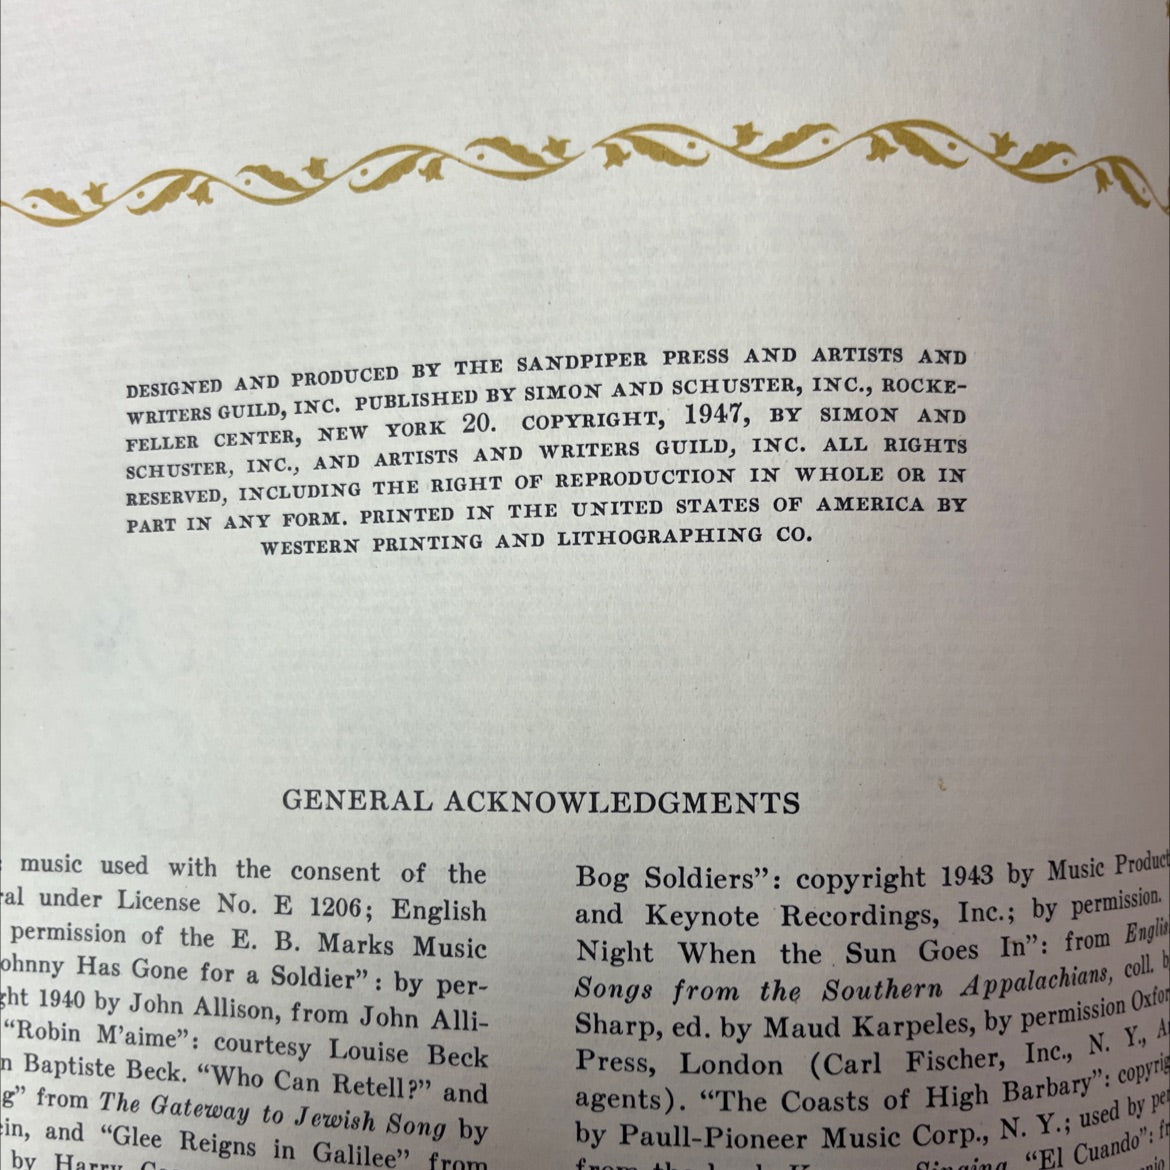 DESIGNED AND PRODUCED BY THE SANDPIPER PRESS AND ARTISTS AND
WRITERS GUILD, INC. PUBLISHED BY SIMON AND SCHUSTER, INC., ROCKE-
FELLER CENTER, NEW YORK 20. COPYRIGHT, 1947, BY SIMON AND
SCHUSTER, INC., AND ARTISTS AND WRITERS GUILD, INC. ALL RIGHTS
RESERVED, INCLUDING THE RIGHT OF REPRODUCTION IN WHOLE OR IN
PART IN ANY FORM. PRINTED IN THE UNITED STATES OF AMERICA BY
WESTERN PRINTING AND LITHOGRAPHING CO.
GENERAL ACKNOWLEDGMENTS
music used with the consent of the
under License No. E 1206; English
permission of the E. B. Marks Music
Has Gone for a Soldier": by per-
1940 by John Allison, from John Alli-
"Robin M'aime": courtesy Louise Beck
Baptiste Beck. "Who Can Retell?" and
from The Gateway to Jewish Song by
and "Glee Reigns in Galilee" from
by Harry
Bog Soldiers": copyright 1943 by Music
and Keynote Recordings, Inc.; by permission.
Night When the Sun Goes In": from
Songs from the Southern Appalachians, coll.
Sharp, ed. by Maud Karpeles, by permission
Press, London (Carl Fischer, Inc., N. Y.,
agents). "The Coasts of High Barbary":
by Paull-Pioneer Music Corp., N. Y.; used by
Singing. "El Cuando":